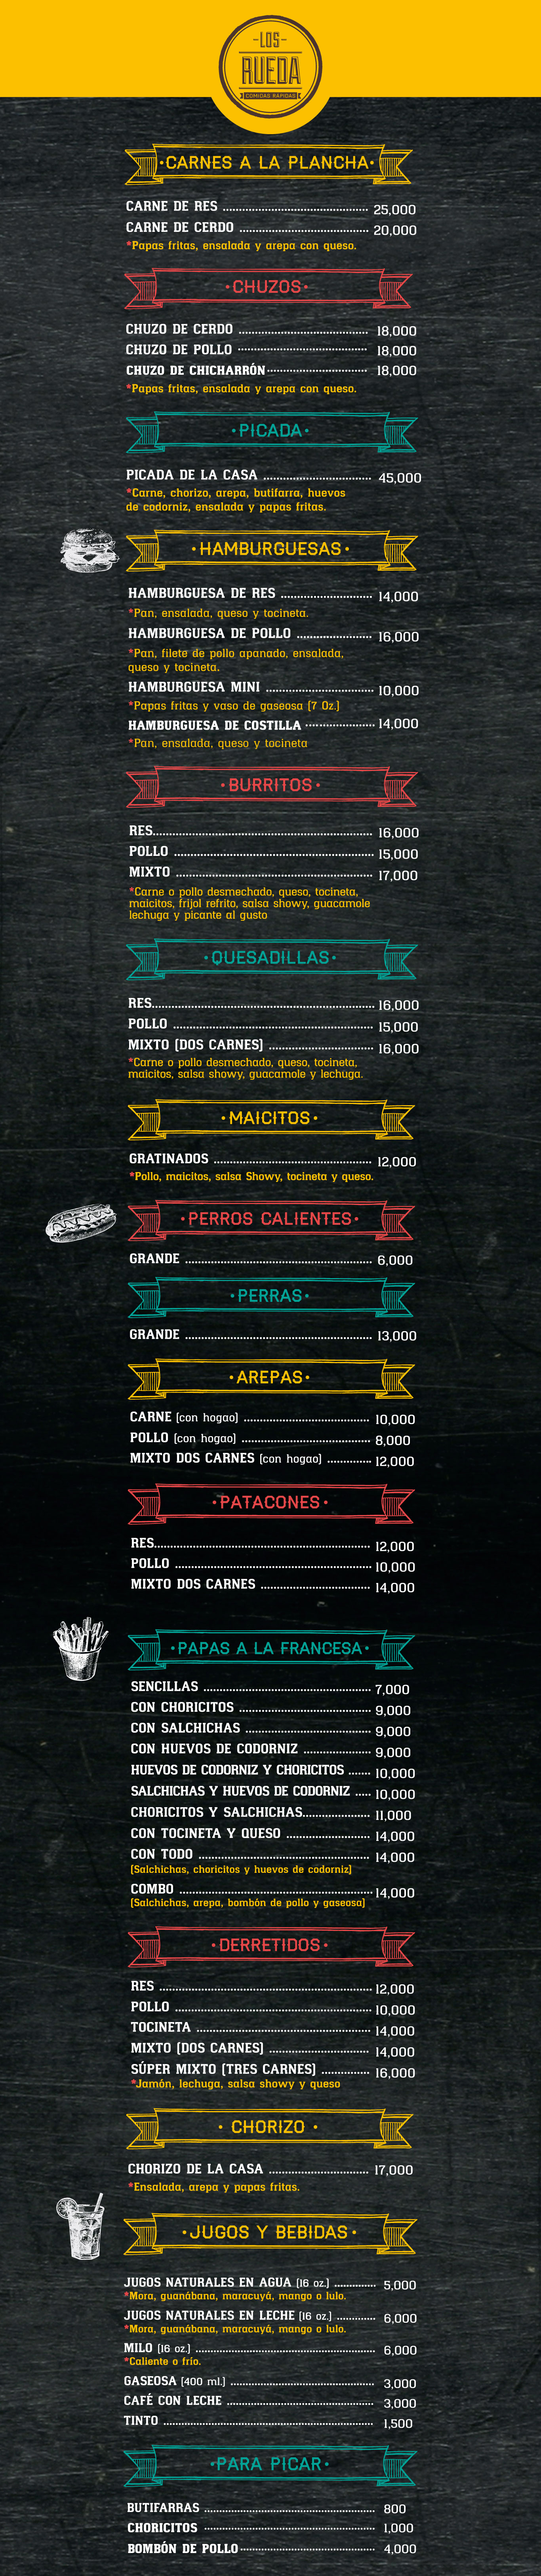 -LOS-
RUEDA
COMIDAS RÁPIDAS
•CARNES A LA PLANCHA•
CARNE DE RES ........................................ 25,000
CARNE DE CERDO .................................... 20,000
*Papas fritas, ensalada y arepa con queso.
•CHUZOS•
CHUZO DE CERDO .................................... 18,000
CHUZO DE POLLO .................................... 18,000
CHUZO DE CHICHARRÓN............................ 18,000
*Papas fritas, ensalada y arepa con queso.
•PICADA•
PICADA DE LA CASA .............................. 45,000
*Carne, chorizo, arepa, butifarra, huevos
de codorniz, ensalada y papas fritas.
•HAMBURGUESAS•
HAMBURGUESA DE RES ......................... 14,000
*Pan, ensalada, queso y tocineta.
HAMBURGUESA DE POLLO ..................... 16,000
*Pan, filete de pollo apanado, ensalada,
queso y tocineta.
HAMBURGUESA MINI .............................. 10,000
*Papas fritas y vaso de gaseosa (7 Oz.)
HAMBURGUESA DE COSTILLA ................... 14,000
*Pan, ensalada, queso y tocineta
•BURRITOS•
RES............................................................. 16,000
POLLO ....................................................... 15,000
MIXTO ...................................................... 17,000
*Carne o pollo desmechado, queso, tocineta,
maicitos, frijol refrito, salsa showy, guacamole
lechuga y picante al gusto
•QUESADILLAS•
RES.............................................................. 16,000
POLLO ....................................................... 15,000
MIXTO (DOS CARNES) ............................. 16,000
*Carne o pollo desmechado, queso, tocineta,
maicitos, salsa showy, guacamole y lechuga.
•MAICITOS•
GRATINADOS ............................................ 12,000
*Pollo, maicitos, salsa Showy, tocineta y queso.
•PERROS CALIENTES•
GRANDE .................................................... 6,000
•PERRAS•
GRANDE .................................................... 13,000
•AREPAS•
CARNE (con hogao) ................................... 10,000
POLLO (con hogao) .................................... 8,000
MIXTO DOS CARNES (con hogao) ............. 12,000
•PATACONES•
RES............................................................ 12,000
POLLO ...................................................... 10,000
MIXTO DOS CARNES .............................. 14,000
•PAPAS A LA FRANCESA•
SENCILLAS ............................................... 7,000
CON CHORICITOS ..................................... 9,000
CON SALCHICHAS ................................... 9,000
CON HUEVOS DE CODORNIZ ................... 9,000
HUEVOS DE CODORNIZ Y CHORICITOS ...... 10,000
SALCHICHAS Y HUEVOS DE CODORNIZ ..... 10,000
CHORICITOS Y SALCHICHAS................... 11,000
CON TOCINETA Y QUESO ....................... 14,000
CON TODO ................................................ 14,000
(Salchichas, choricitos y huevos de codorniz)
COMBO ...................................................... 14,000
(Salchichas, arepa, bombón de pollo y gaseosa)
•DERRETIDOS•
RES ........................................................... 12,000
POLLO ....................................................... 10,000
TOCINETA ................................................. 14,000
MIXTO (DOS CARNES) ............................ 14,000
SÚPER MIXTO (TRES CARNES) ............. 16,000
*Jamón, lechuga, salsa showy y queso
• CHORIZO •
CHORIZO DE LA CASA ............................ 17,000
*Ensalada, arepa y papas fritas.
•JUGOS Y BEBIDAS•
JUGOS NATURALES EN AGUA (16 oz.) ............. 5,000
*Mora, guanábana, maracuyá, mango o lulo.
JUGOS NATURALES EN LECHE (16 oz.) ............ 6,000
*Mora, guanábana, maracuyá, mango o lulo.
MILO (16 oz.) .................................................... 6,000
*Caliente o frío.
GASEOSA (400 ml.) .......................................... 3,000
CAFÉ CON LECHE ............................................ 3,000
TINTO ............................................................... 1,500
•PARA PICAR•
BUTIFARRAS .................................................... 800
CHORICITOS .................................................... 1,000
BOMBÓN DE POLLO........................................ 4,000